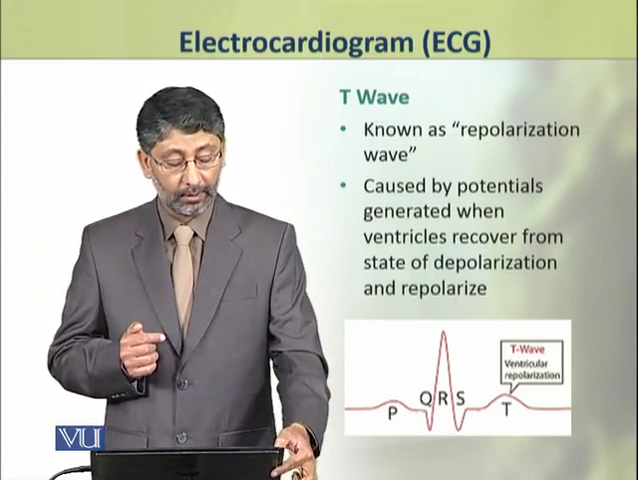 Electrocardiogram (ECG)
T Wave
• Known as “repolarization
wave”
• Caused by potentials
generated when
ventricles recover from
state of depolarization
and repolarize
T-Wave
Ventricular
repolarization
P Q R S T
VU